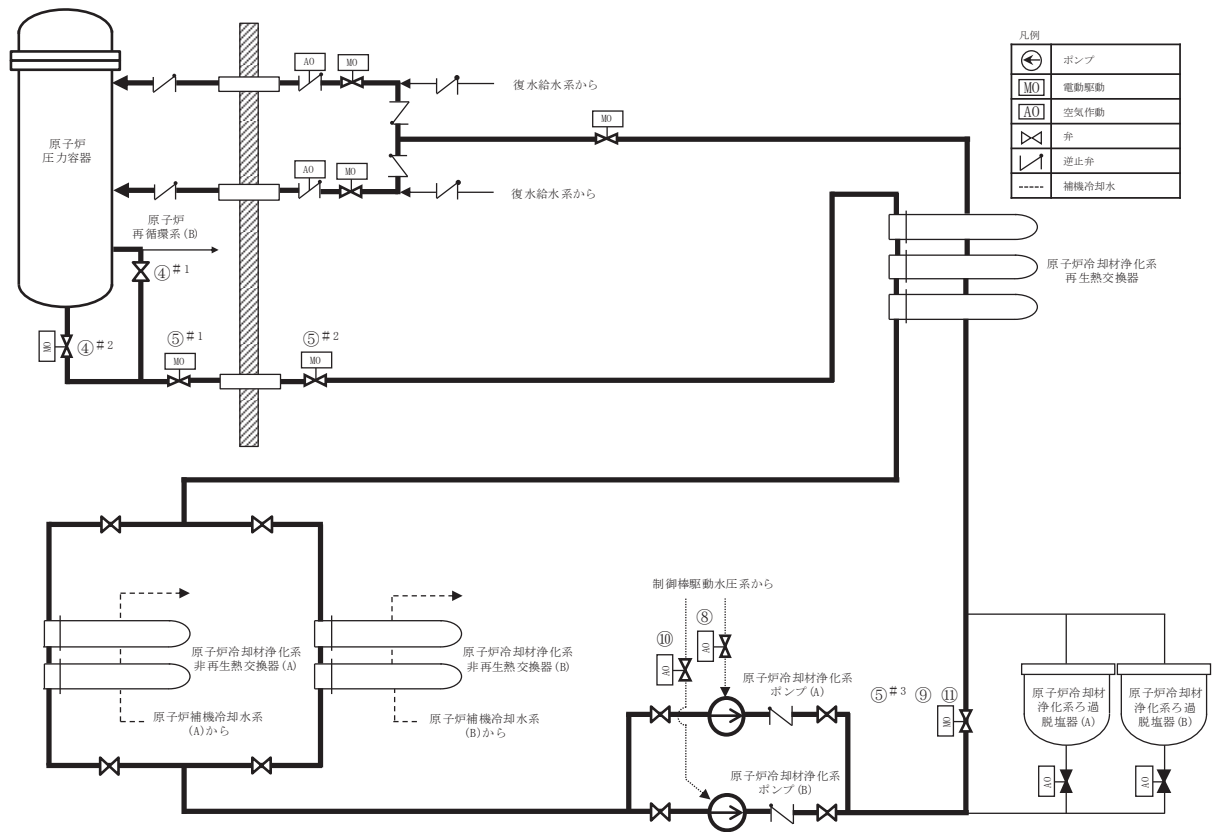 凡例
ポンプ
MO
電動駆動
AO
空気作動
弁
逆止弁
補機冷却水
原子炉
圧力容器
AO
MO
復水給水系から
MO
AO
MO
復水給水系から
原子炉
再循環系(B)
④#1
MO
④#2
⑤#1
MO
⑤#2
MO
原子炉冷却材浄化系
再生熱交換器
原子炉冷却材浄化系
非再生熱交換器(A)
原子炉補機冷却水系
(A)から
原子炉冷却材浄化系
非再生熱交換器(B)
原子炉補機冷却水系
(B)から
制御棒駆動水圧系から
⑧
AO
⑩
AO
原子炉冷却材浄化系
ポンプ(A)
原子炉冷却材浄化系
ポンプ(B)
⑤#3 ⑨ ⑪
MO
原子炉冷却材
浄化系ろ過
脱塩器(A)
原子炉冷却材
浄化系ろ過
脱塩器(B)
AO
AO